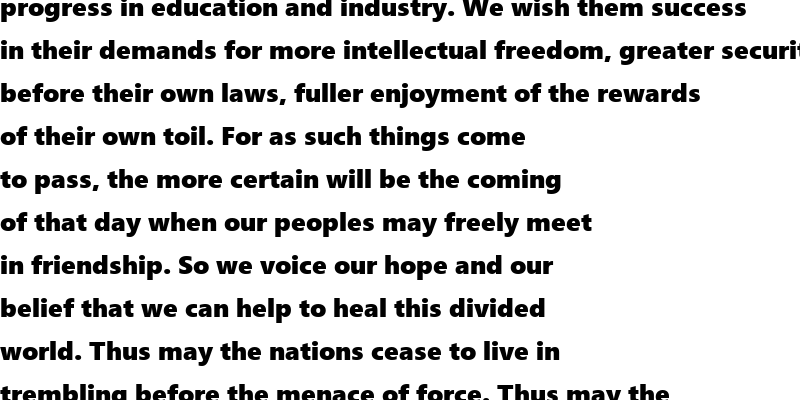 progress in education and industry. We wish them success
in their demands for more intellectual freedom, greater securit
before their own laws, fuller enjoyment of the rewards
of their own toil. For as such things come
to pass, the more certain will be the coming
of that day when our peoples may freely meet
in friendship. So we voice our hope and our
belief that we can help to heal this divided
world. Thus may the nations cease to live in
trembling before the menace of force. Thus may the